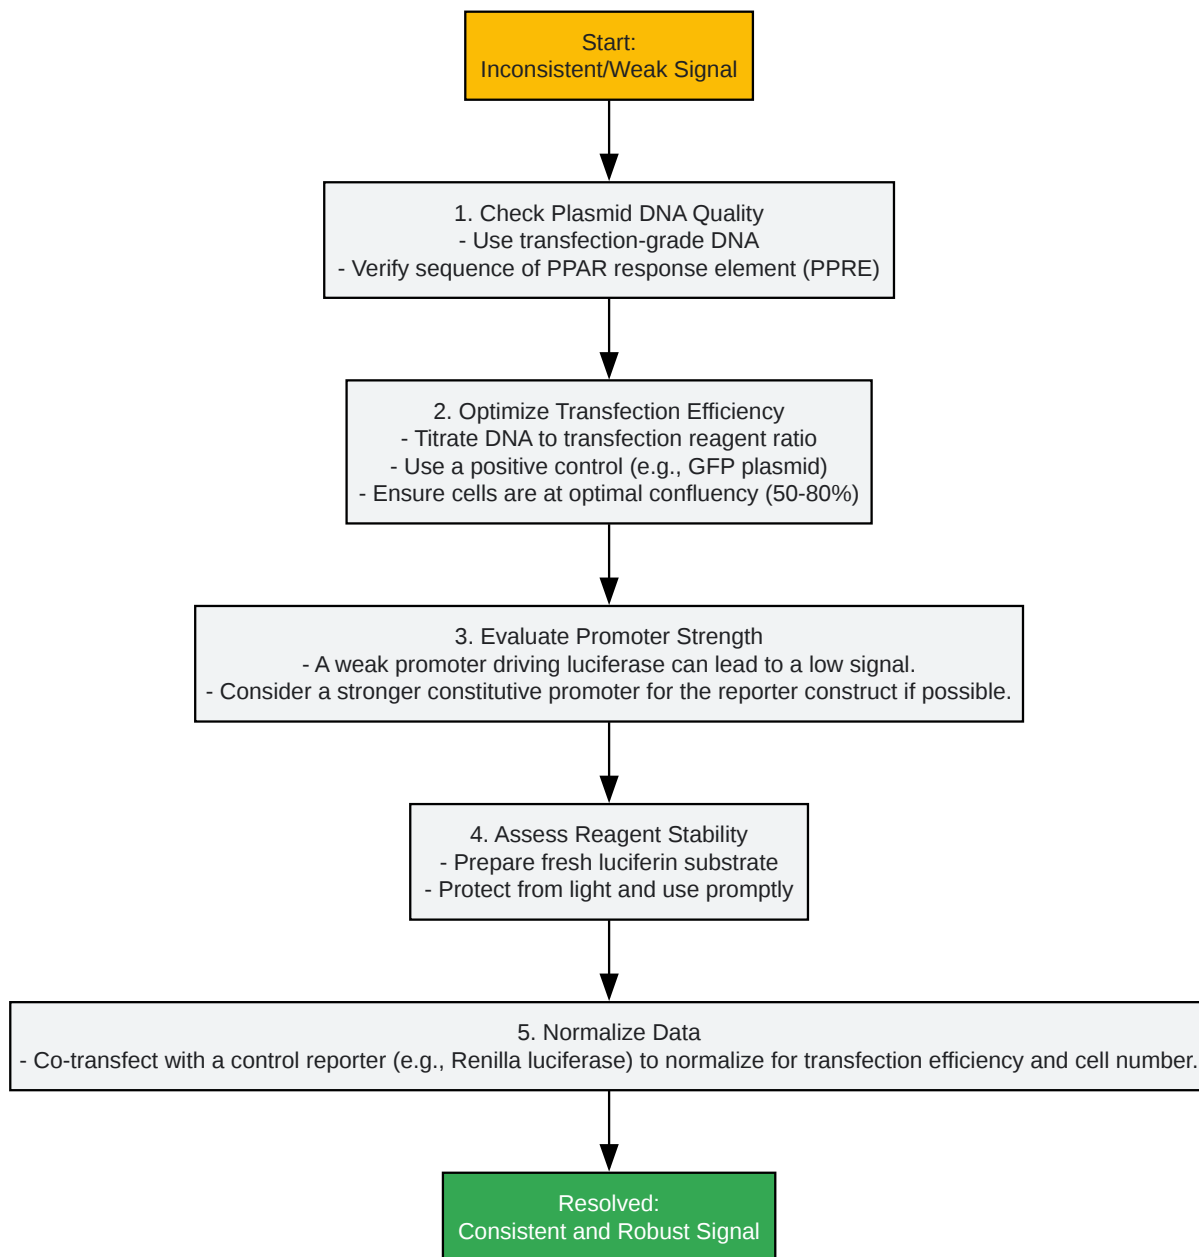 Start:
Inconsistent/Weak Signal
1. Check Plasmid DNA Quality
- Use transfection-grade DNA
- Verify sequence of PPAR response element (PPRE)
2. Optimize Transfection Efficiency
- Titrate DNA to transfection reagent ratio
- Use a positive control (e.g., GFP plasmid)
- Ensure cells are at optimal confluency (50-80%)
3. Evaluate Promoter Strength
- A weak promoter driving luciferase can lead to a low signal.
- Consider a stronger constitutive promoter for the reporter construct if possible.
4. Assess Reagent Stability
- Prepare fresh luciferin substrate
- Protect from light and use promptly
5. Normalize Data
- Co-transfect with a control reporter (e.g., Renilla luciferase) to normalize for transfection efficiency and cell number.
Resolved:
Consistent and Robust Signal